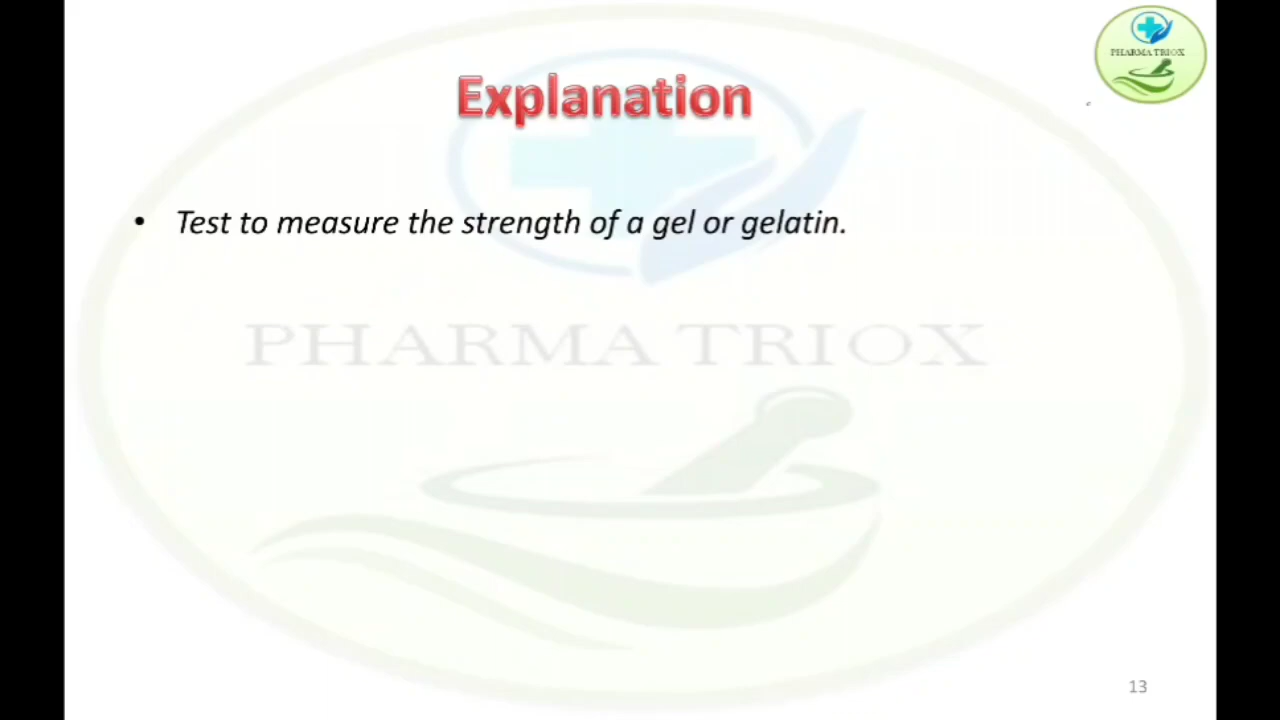 PHARMA TRIOX
Explanation
• Test to measure the strength of a gel or gelatin.
PHARMA TRIOX
13